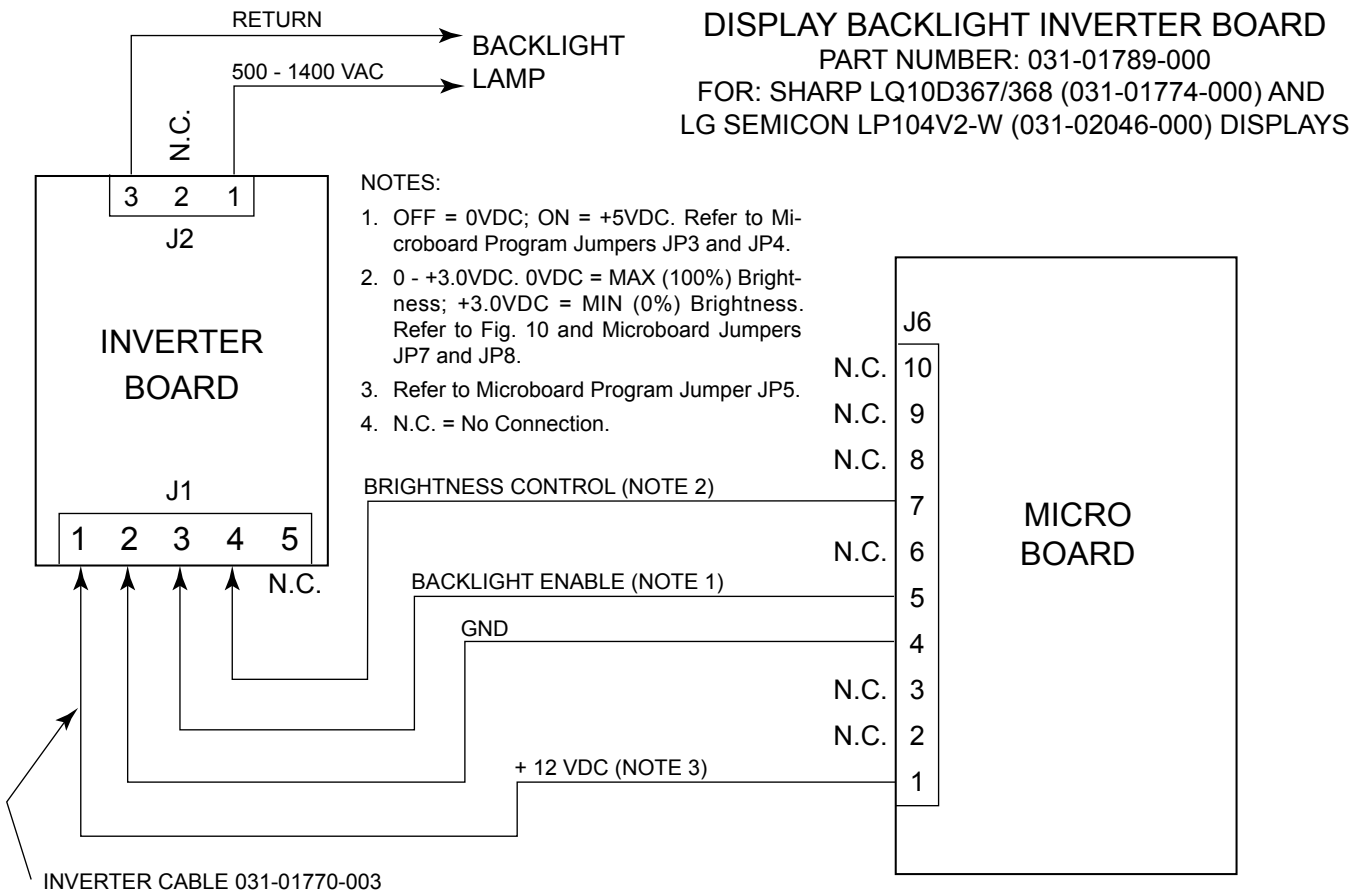 DISPLAY BACKLIGHT INVERTER BOARD
PART NUMBER: 031-01789-000
FOR: SHARP LQ10D367/368 (031-01774-000) AND
LG SEMICON LP104V2-W (031-02046-000) DISPLAYS
RETURN
BACKLIGHT
LAMP
500 - 1400 VAC
N.C.
3 2 1
J2
INVERTER
BOARD
J1
1 2 3 4 5
N.C.
NOTES:
1. OFF = 0VDC; ON = +5VDC. Refer to Mi-
croboard Program Jumpers JP3 and JP4.
2. 0 - +3.0VDC. 0VDC = MAX (100%) Bright-
ness; +3.0VDC = MIN (0%) Brightness.
Refer to Fig. 10 and Microboard Jumpers
JP7 and JP8.
3. Refer to Microboard Program Jumper JP5.
4. N.C. = No Connection.
BRIGHTNESS CONTROL (NOTE 2)
BACKLIGHT ENABLE (NOTE 1)
GND
+ 12 VDC (NOTE 3)
J6
N.C. 10
N.C. 9
N.C. 8
7
N.C. 6
5
4
N.C. 3
N.C. 2
1
MICRO
BOARD
INVERTER CABLE 031-01770-003